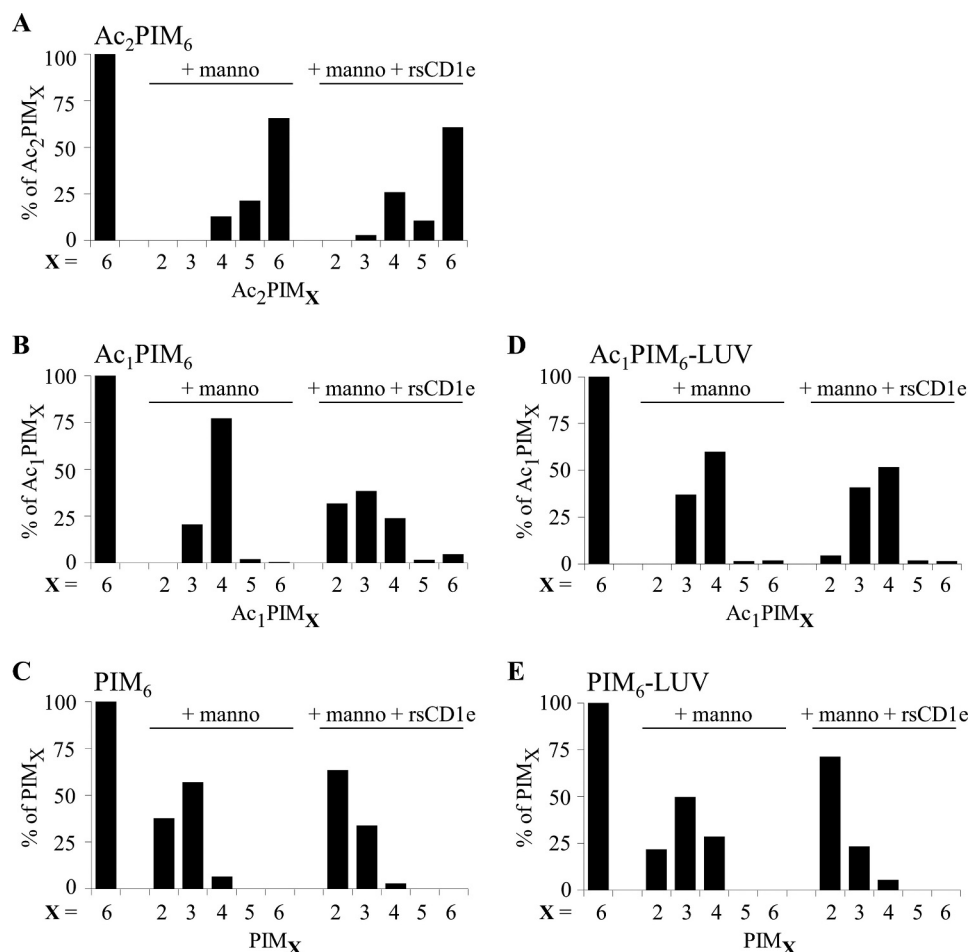 A
Ac₂PIM₆
+ manno
+ manno + rsCD1e
% of Ac₂PIMₓ
100
75
50
25
0
X = 6 2 3 4 5 6 2 3 4 5 6
Ac₂PIMX
B
Ac₁PIM₆
+ manno
+ manno + rsCD1e
% of Ac₁PIMₓ
100
75
50
25
0
X = 6 2 3 4 5 6 2 3 4 5 6
Ac₁PIMX
D
Ac₁PIM₆-LUV
+ manno
+ manno + rsCD1e
% of Ac₁PIMₓ
100
75
50
25
0
X = 6 2 3 4 5 6 2 3 4 5 6
Ac₁PIMX
C
PIM₆
+ manno
+ manno + rsCD1e
% of PIMₓ
100
75
50
25
0
X = 6 2 3 4 5 6 2 3 4 5 6
PIMX
E
PIM₆-LUV
+ manno
+ manno + rsCD1e
% of PIMₓ
100
75
50
25
0
X = 6 2 3 4 5 6 2 3 4 5 6
PIMX